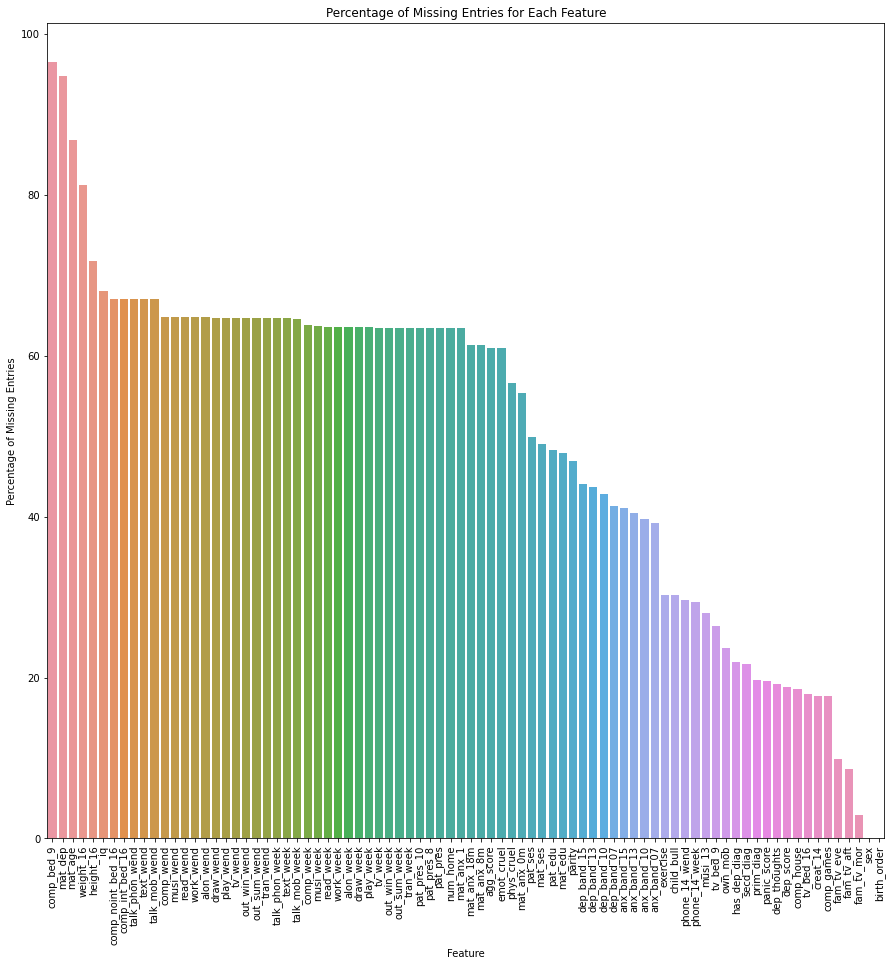 Percentage of Missing Entries for Each Feature
100
80
60
40
20
0
Percentage of Missing Entries
comp_bed_9
mat_dep
mat_age
weight_16
height_16
iq
comp_noint_bed_16
comp_int_bed_16
talk_phon_wend
text_wend
talk_mob_wend
comp_wend
musi_wend
read_wend
work_wend
alon_wend
draw_wend
play_wend
tv_wend
out_win_wend
out_sum_wend
tran_wend
talk_phon_week
text_week
talk_mob_week
comp_week
musi_week
read_week
work_week
alon_week
draw_week
play_week
tv_week
out_win_week
out_sum_week
tran_week
pat_pres_10
pat_pres_8
pat_pres
num_home
mat_anx_1
mat_anx_18m
mat_anx_8m
agg_score
emot_cruel
phys_cruel
mat_anx_0m
pat_ses
mat_ses
pat_edu
mat_edu
parity
dep_band_15
dep_band_13
dep_band_10
dep_band_07
anx_band_15
anx_band_13
anx_band_10
anx_band_07
exercise
child_bull
phone_14_wend
phone_14_week
musi_13
tv_bed_9
own_mob
has_dep_diag
secd_diag
prim_diag
panic_score
dep_thoughts
dep_score
comp_house
tv_bed_16
creat_14
comp_games
fam_tv_eve
fam_tv_aft
fam_tv_mor
sex
birth_order
Feature